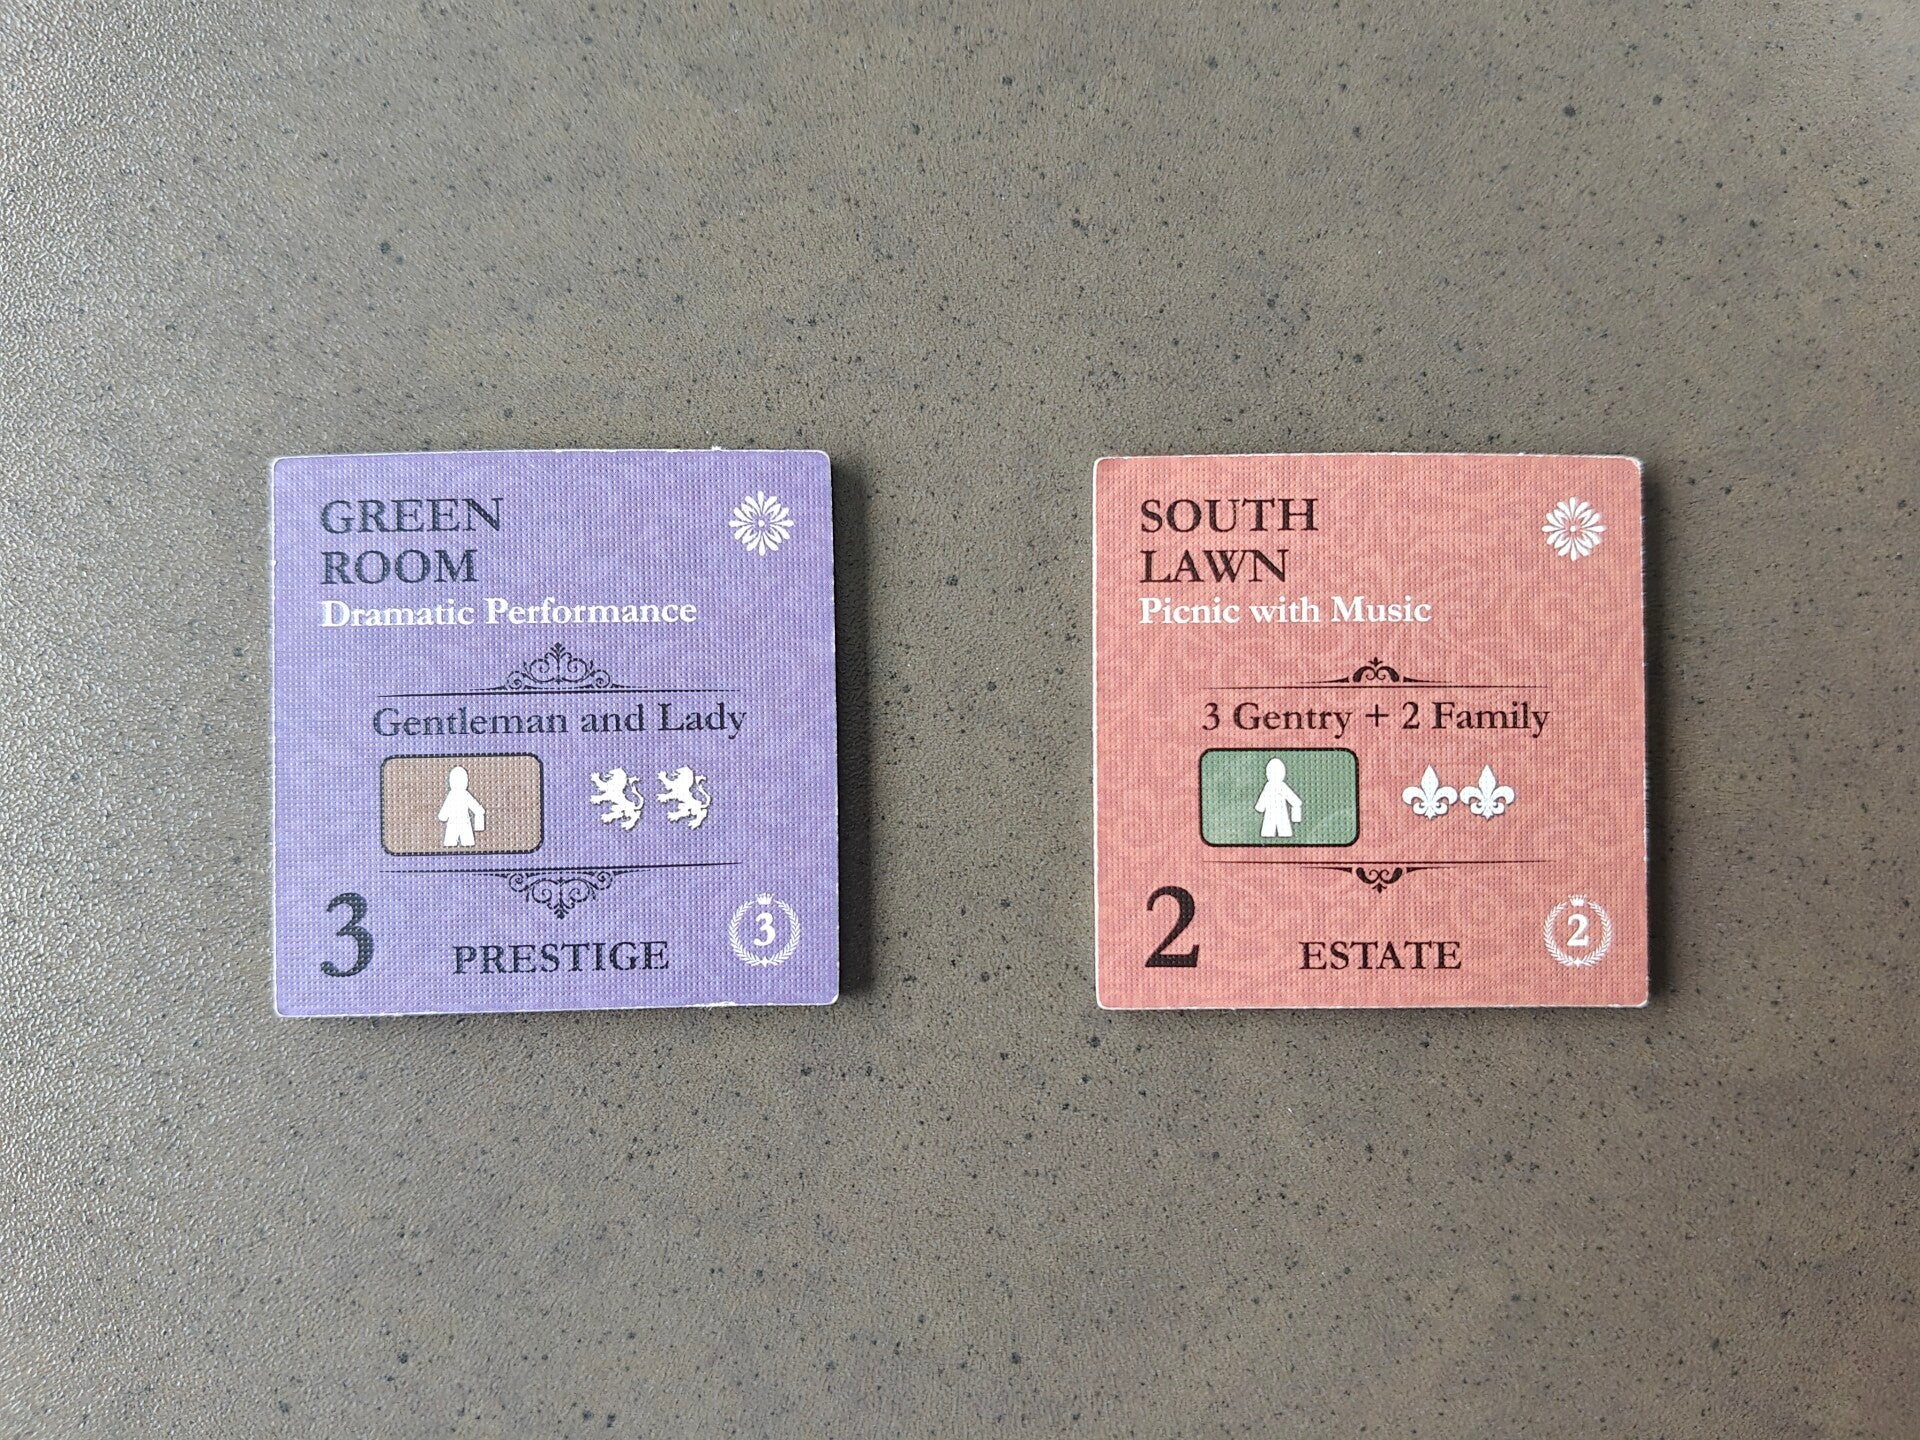 GREEN
ROOM
Dramatic Performance
Gentleman and Lady
3
PRESTIGE
3
SOUTH
LAWN
Picnic with Music
3 Gentry + 2 Family
2
ESTATE
2